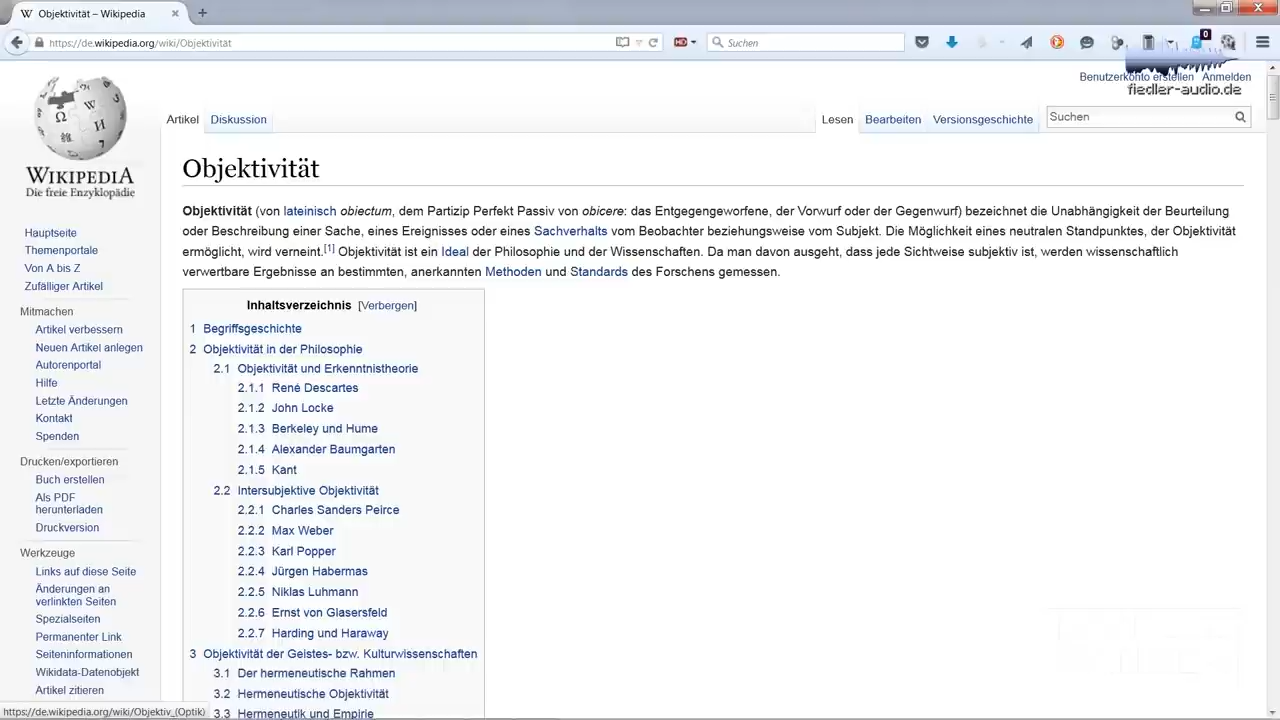 Objektivität – Wikipedia
https://de.wikipedia.org/wiki/Objektivität
Suchen
0
Benutzerkonto erstellen Anmelden
fiedler-audio.de
Artikel Diskussion Lesen Bearbeiten Versionsgeschichte Suchen
WIKIPEDIA
Die freie Enzyklopädie
Hauptseite
Themenportale
Von A bis Z
Zufälliger Artikel
Mitmachen
Artikel verbessern
Neuen Artikel anlegen
Autorenportal
Hilfe
Letzte Änderungen
Kontakt
Spenden
Drucken/exportieren
Buch erstellen
Als PDF
herunterladen
Druckversion
Werkzeuge
Links auf diese Seite
Änderungen an
verlinkten Seiten
Spezialseiten
Permanenter Link
Seiteninformationen
Wikidata-Datenobjekt
Artikel zitieren
Objektivität
Objektivität (von lateinisch obiectum, dem Partizip Perfekt Passiv von obicere: das Entgegengeworfene, der Vorwurf oder der Gegenwurf) bezeichnet die Unabhängigkeit der Beurteilung
oder Beschreibung einer Sache, eines Ereignisses oder eines Sachverhalts vom Beobachter beziehungsweise vom Subjekt. Die Möglichkeit eines neutralen Standpunktes, der Objektivität
ermöglicht, wird verneint.[1] Objektivität ist ein Ideal der Philosophie und der Wissenschaften. Da man davon ausgeht, dass jede Sichtweise subjektiv ist, werden wissenschaftlich
verwertbare Ergebnisse an bestimmten, anerkannten Methoden und Standards des Forschens gemessen.
Inhaltsverzeichnis [Verbergen]
1 Begriffsgeschichte
2 Objektivität in der Philosophie
2.1 Objektivität und Erkenntnistheorie
2.1.1 René Descartes
2.1.2 John Locke
2.1.3 Berkeley und Hume
2.1.4 Alexander Baumgarten
2.1.5 Kant
2.2 Intersubjektive Objektivität
2.2.1 Charles Sanders Peirce
2.2.2 Max Weber
2.2.3 Karl Popper
2.2.4 Jürgen Habermas
2.2.5 Niklas Luhmann
2.2.6 Ernst von Glasersfeld
2.2.7 Harding und Haraway
3 Objektivität der Geistes- bzw. Kulturwissenschaften
3.1 Der hermeneutische Rahmen
3.2 Hermeneutische Objektivität
3.3 Hermeneutik und Empirie
https://de.wikipedia.org/wiki/Objektiv_(Optik)